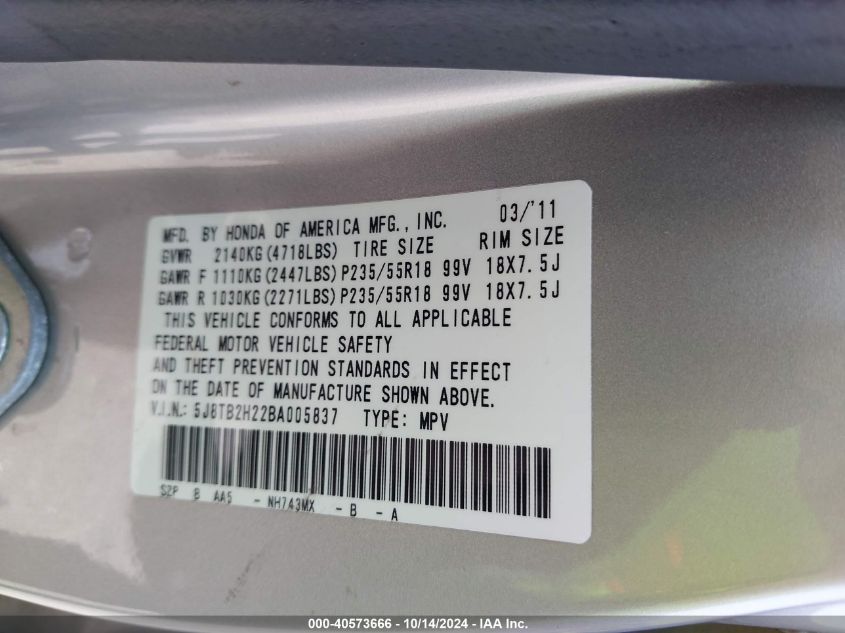 MFD. BY HONDA OF AMERICA MFG., INC. 03/'11
GVWR 2140KG(4718LBS) TIRE SIZE RIM SIZE
GAWR F 1110KG(2447LBS)P235/55R18 99V 18X7.5J
GAWR R 1030KG(2271LBS)P235/55R18 99V 18X7.5J
THIS VEHICLE CONFORMS TO ALL APPLICABLE
FEDERAL MOTOR VEHICLE SAFETY
AND THEFT PREVENTION STANDARDS IN EFFECT
ON THE DATE OF MANUFACTURE SHOWN ABOVE.
V.I.N.: 5J8TB2H22BA005837 TYPE: MPV
SZP B AA5 - NH743MX - B - A
000-40573666 - 10/14/2024 - IAA Inc.